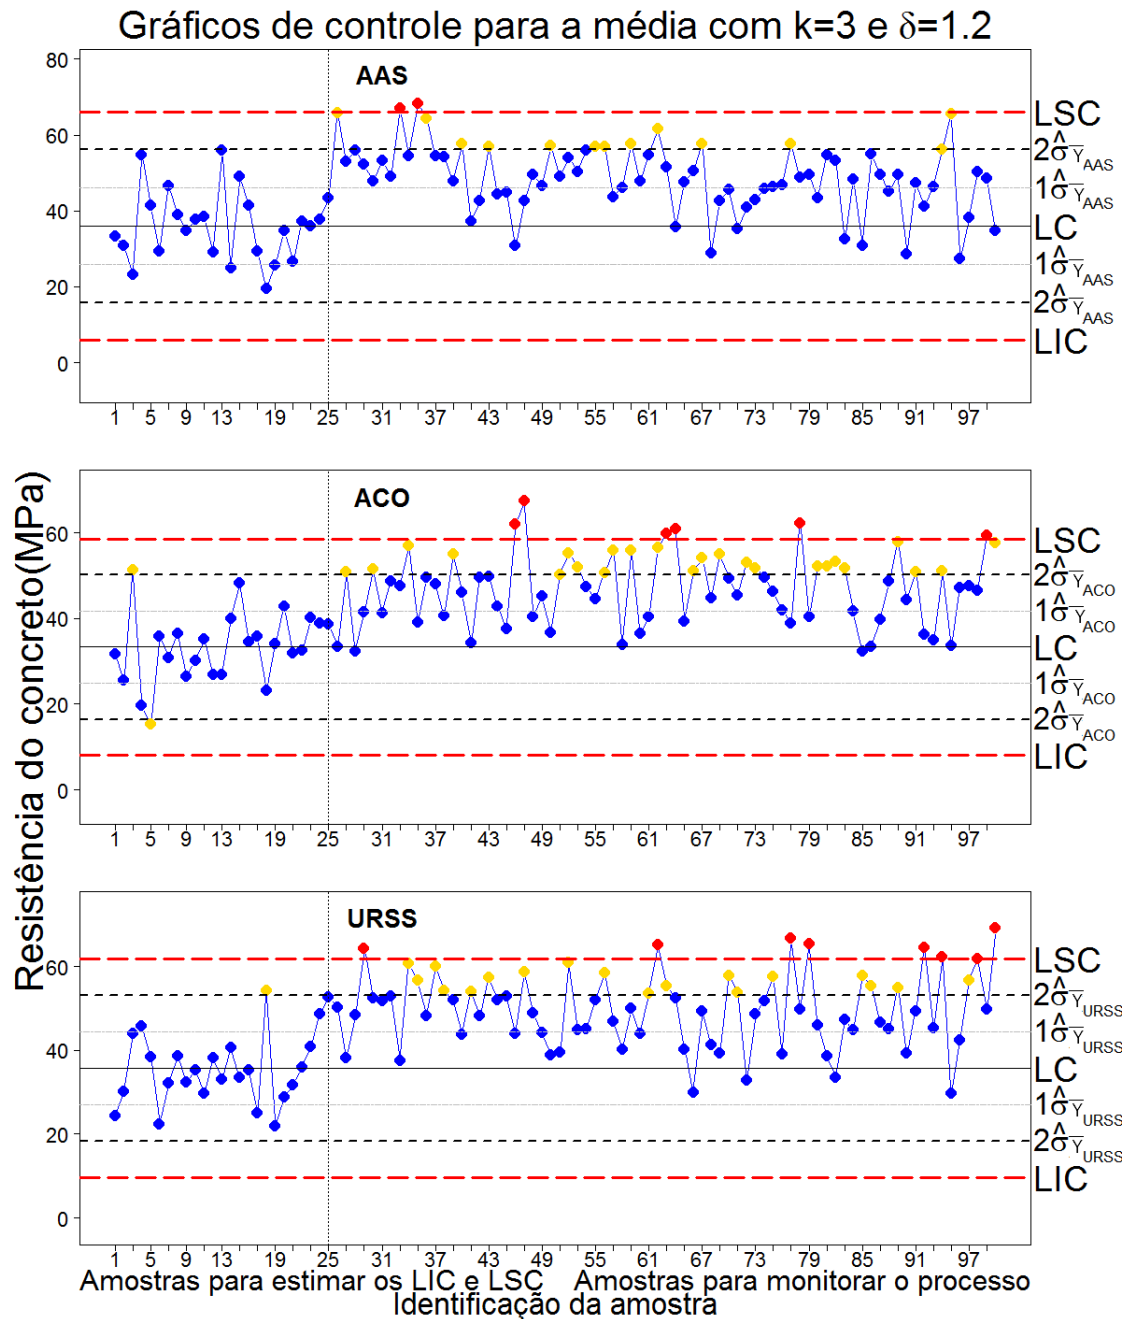 Gráficos de controle para a média com k=3 e δ=1.2
Resistência do concreto(MPa)
AAS
80
60
40
20
0
LSC
2σ̂ Y̅ AAS
1σ̂ Y̅ AAS
LC
1σ̂ Y̅ AAS
2σ̂ Y̅ AAS
LIC
1 5 9 13 19 25 31 37 43 49 55 61 67 73 79 85 91 97
ACO
60
40
20
0
LSC
2σ̂ Y̅ ACO
1σ̂ Y̅ ACO
LC
1σ̂ Y̅ ACO
2σ̂ Y̅ ACO
LIC
1 5 9 13 19 25 31 37 43 49 55 61 67 73 79 85 91 97
URSS
60
40
20
0
LSC
2σ̂ Y̅ URSS
1σ̂ Y̅ URSS
LC
1σ̂ Y̅ URSS
2σ̂ Y̅ URSS
LIC
1 5 9 13 19 25 31 37 43 49 55 61 67 73 79 85 91 97
Amostras para estimar os LIC e LSC Amostras para monitorar o processo
Identificação da amostra